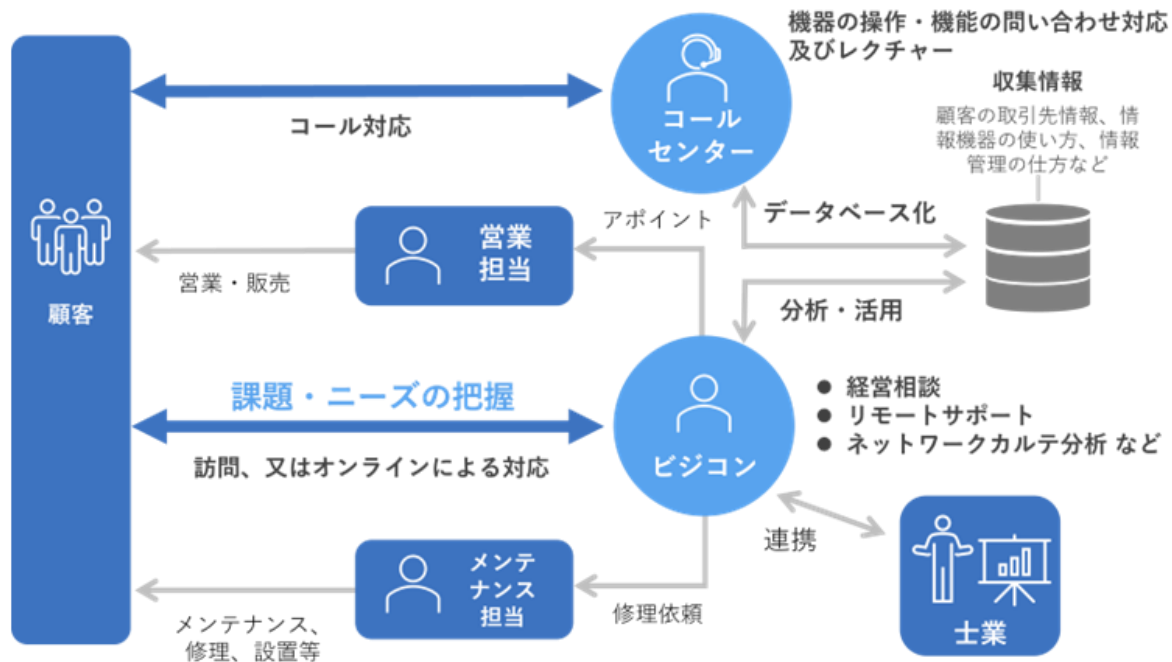 機器の操作・機能の問い合わせ対応
及びレクチャー
コール
センター
コール対応
収集情報
顧客の取引先情報、情
報機器の使い方、情報
管理の仕方など
データベース化
アポイント
営業
担当
営業・販売
顧客
分析・活用
課題・ニーズの把握
訪問、又はオンラインによる対応
ビジコン
● 経営相談
● リモートサポート
● ネットワークカルテ分析 など
連携
士業
メンテ
ナンス
担当
修理依頼
メンテナンス、
修理、設置等